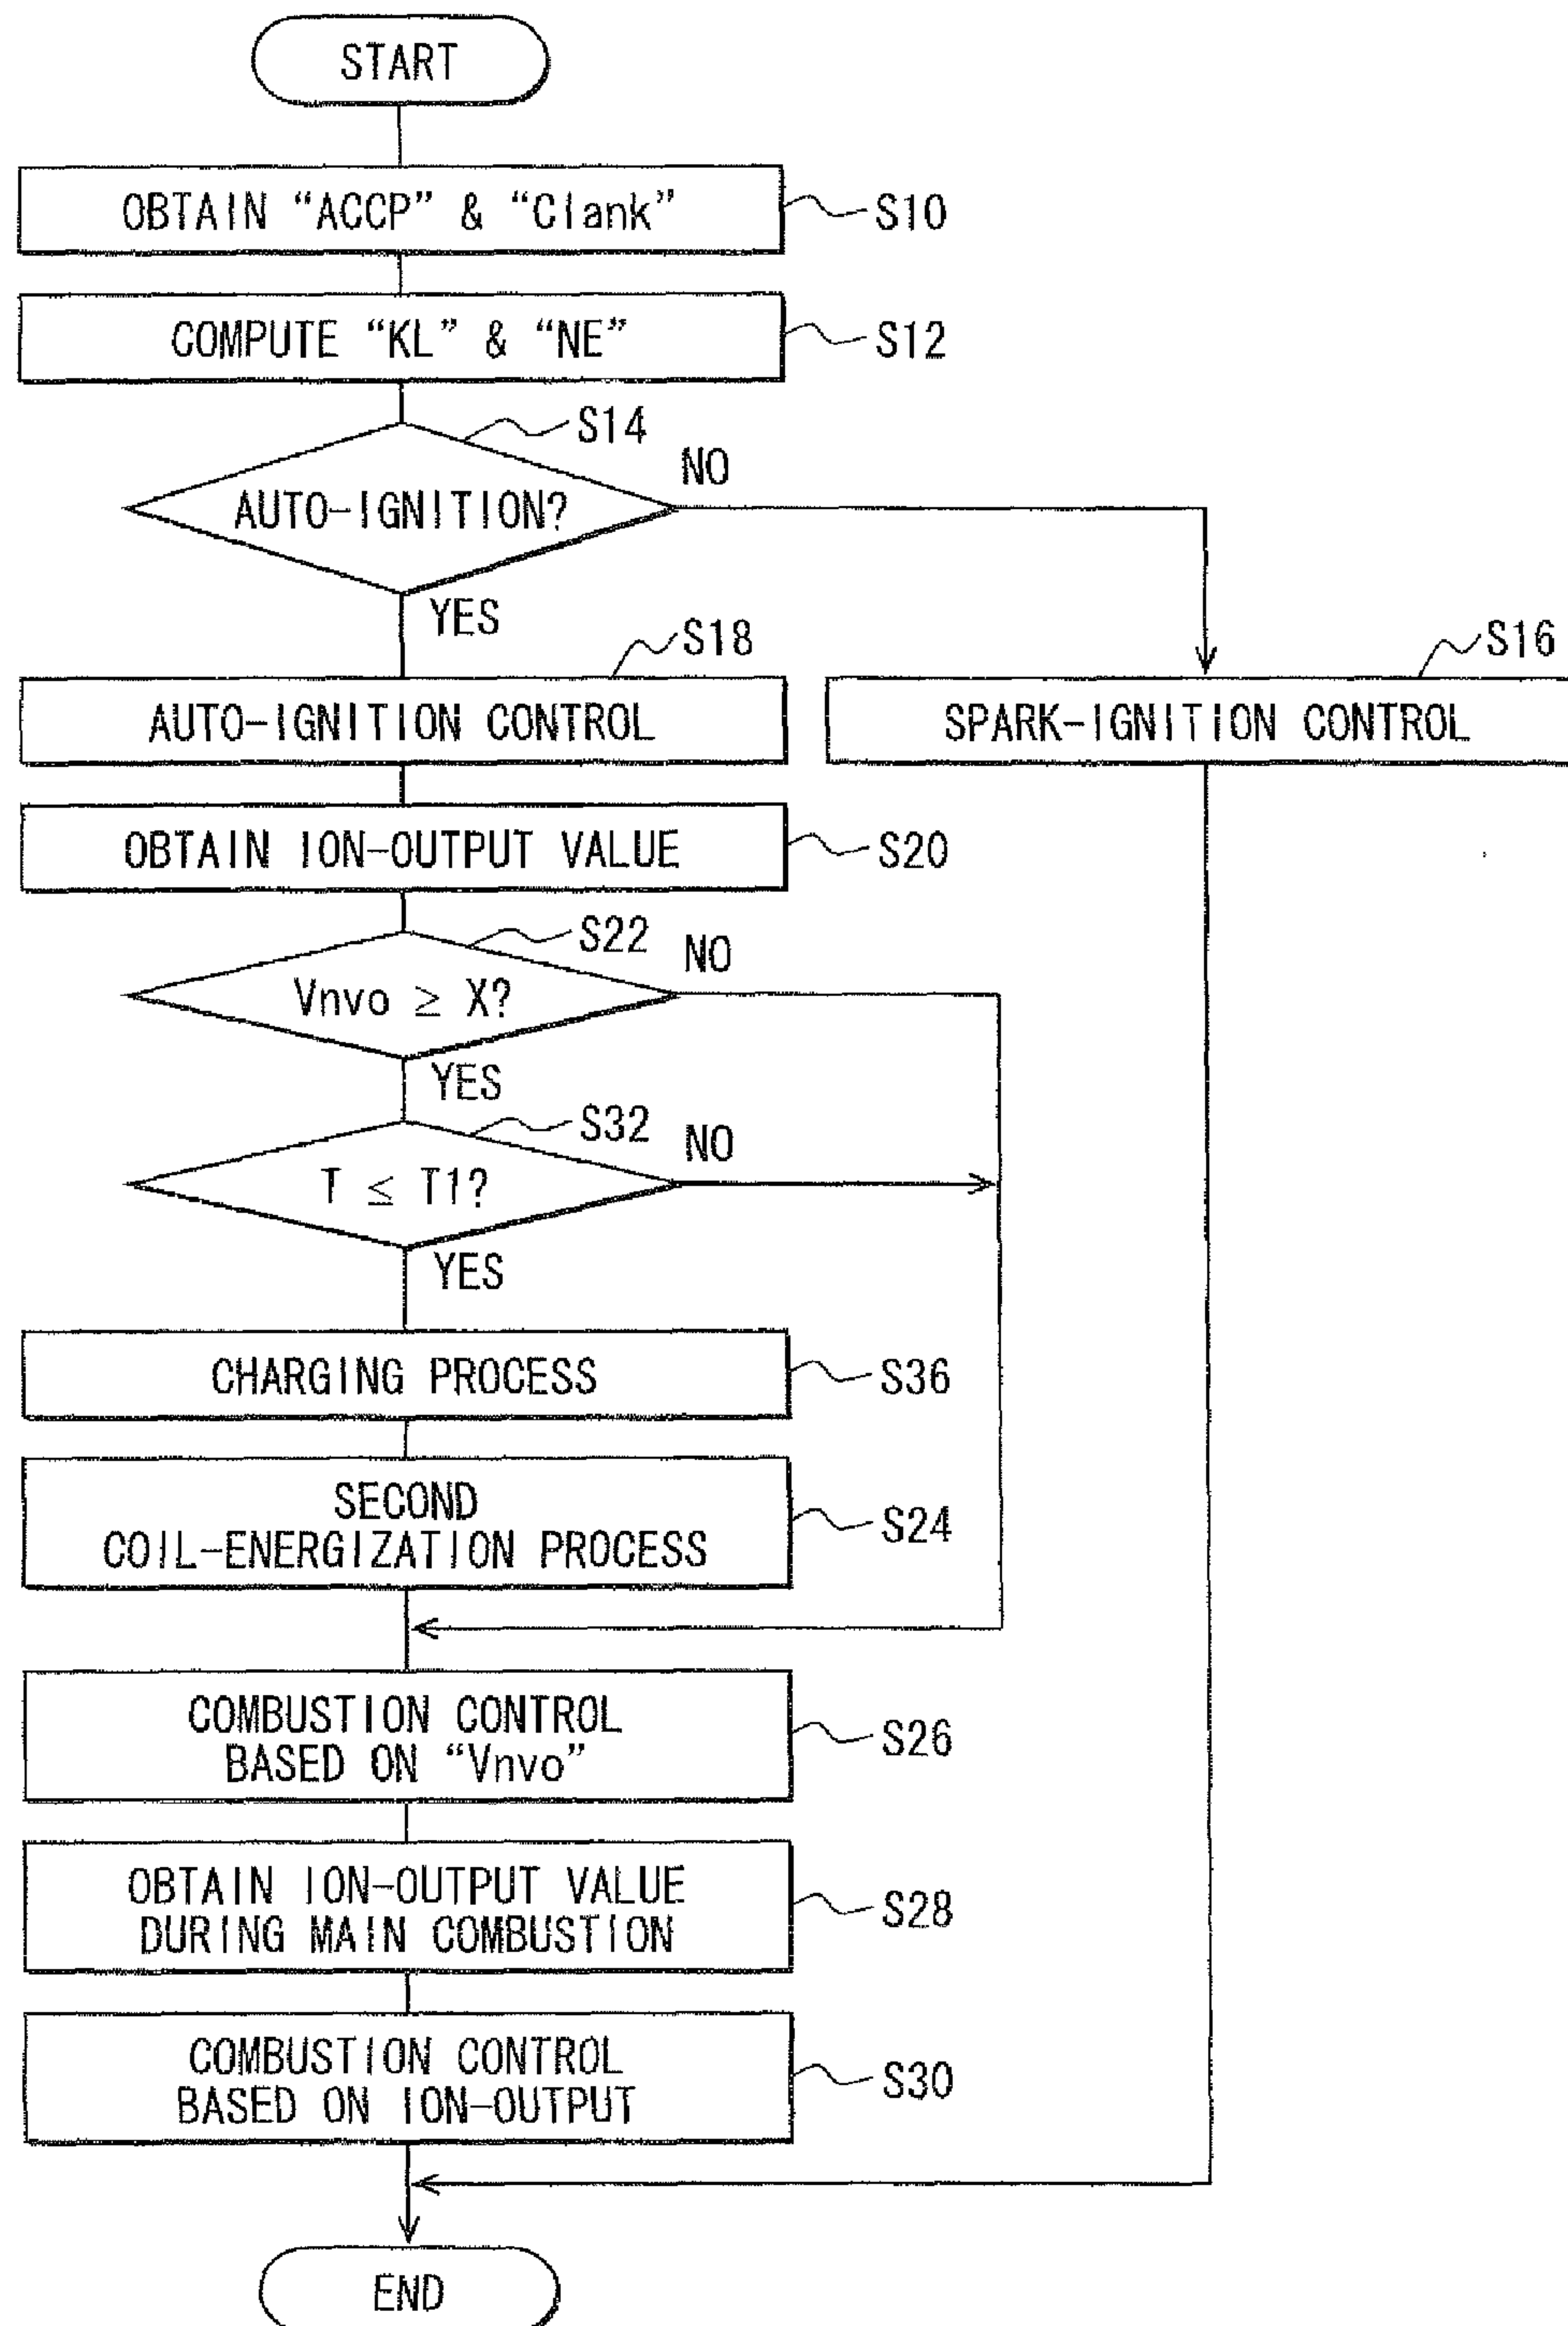 START
OBTAIN “ACCP” & “Clank”
S10
COMPUTE “KL” & “NE”
S12
S14
AUTO-IGNITION?
NO
YES
S18
S16
AUTO-IGNITION CONTROL
SPARK-IGNITION CONTROL
OBTAIN ION-OUTPUT VALUE
S20
S22
Vnvo ≥ X?
NO
YES
S32
T ≤ T1?
NO
YES
CHARGING PROCESS
S36
SECOND
COIL-ENERGIZATION PROCESS
S24
COMBUSTION CONTROL
BASED ON “Vnvo”
S26
OBTAIN ION-OUTPUT VALUE
DURING MAIN COMBUSTION
S28
COMBUSTION CONTROL
BASED ON ION-OUTPUT
S30
END